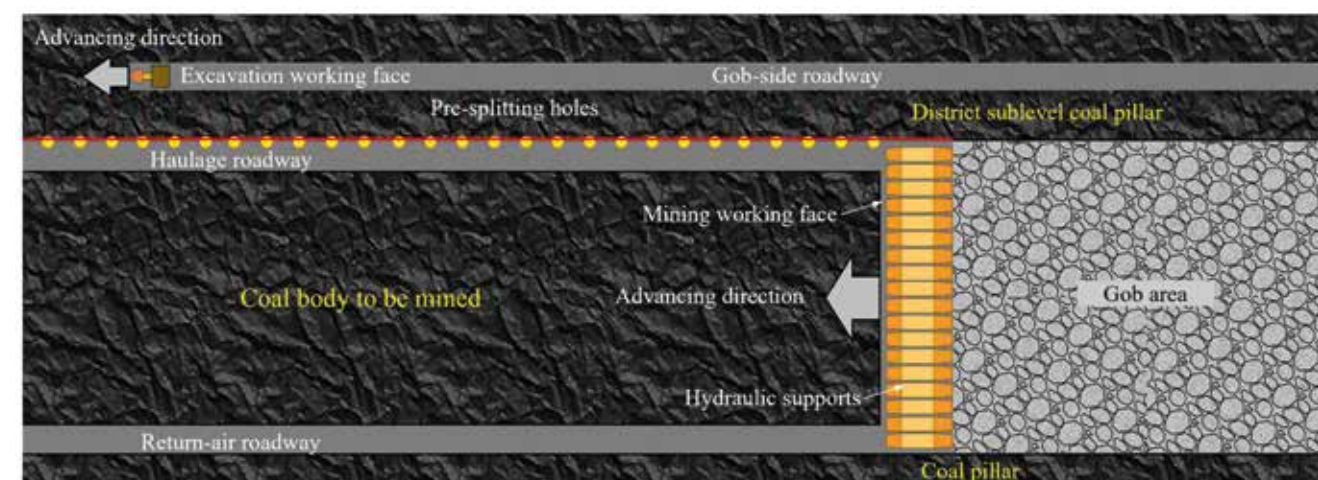 Advancing direction
Excavation working face
Gob-side roadway
Pre-splitting holes
District sublevel coal pillar
Haulage roadway
Mining working face
Coal body to be mined
Advancing direction
Gob area
Hydraulic supports
Return-air roadway
Coal pillar